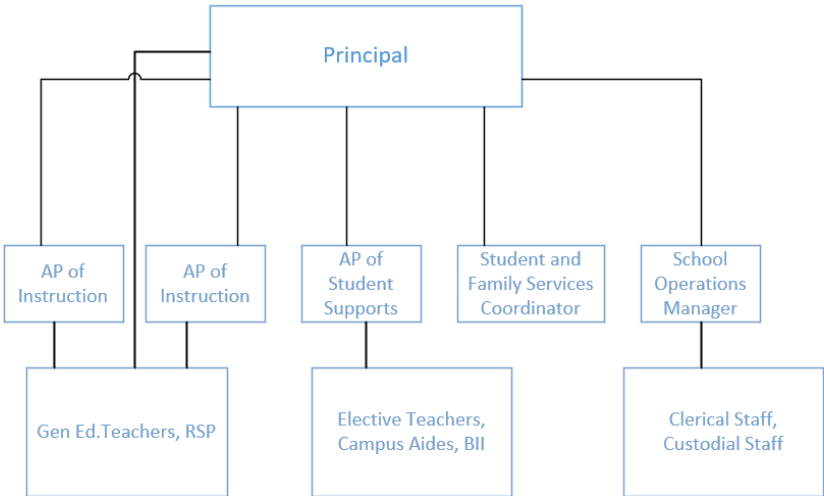 Principal
AP of
Instruction
AP of
Instruction
AP of
Student
Supports
Student and
Family Services
Coordinator
School
Operations
Manager
Gen Ed.Teachers, RSP
Elective Teachers,
Campus Aides, BII
Clerical Staff,
Custodial Staff